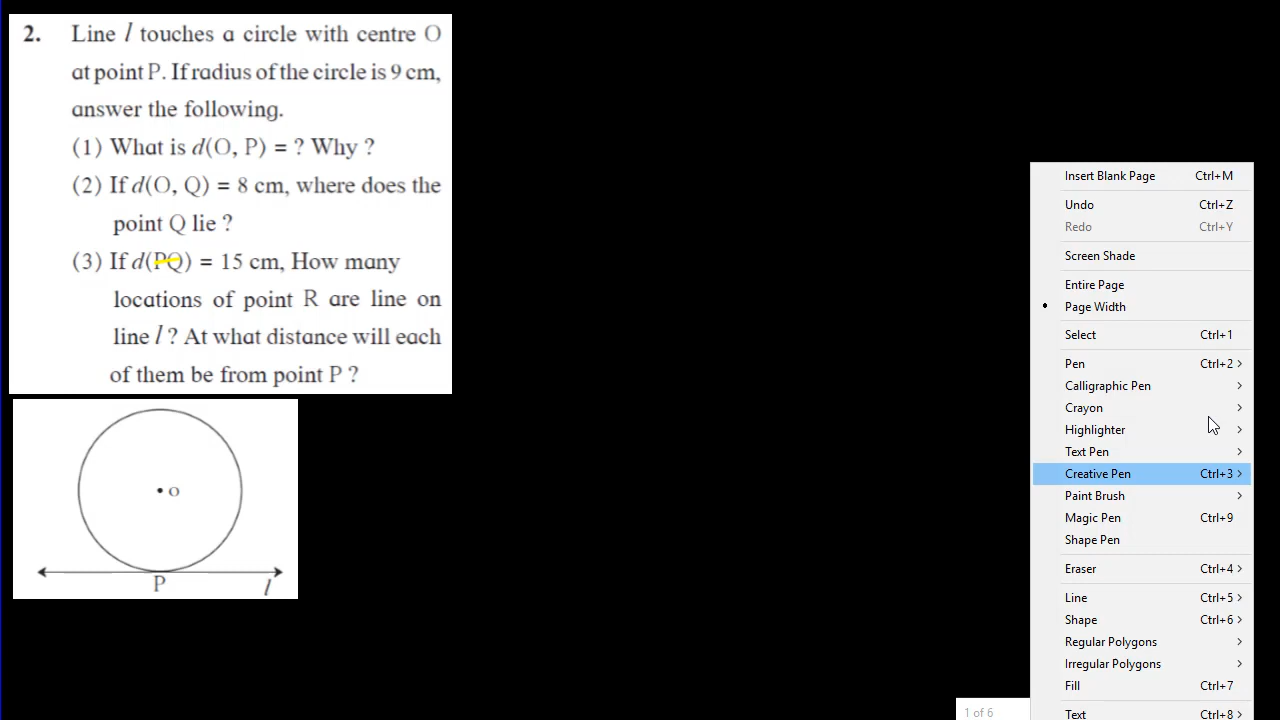 2. Line l touches a circle with centre O
at point P. If radius of the circle is 9 cm,
answer the following.
(1) What is d(O, P) = ? Why ?
(2) If d(O, Q) = 8 cm, where does the
point Q lie ?
(3) If d(PQ) = 15 cm, How many
locations of point R are line on
line l ? At what distance will each
of them be from point P ?
O
P
l
Insert Blank Page Ctrl+M
Undo Ctrl+Z
Redo Ctrl+Y
Screen Shade
Entire Page
Page Width
Select Ctrl+1
Pen Ctrl+2
Calligraphic Pen
Crayon
Highlighter
Text Pen
Creative Pen Ctrl+3
Paint Brush
Magic Pen Ctrl+9
Shape Pen
Eraser Ctrl+4
Line Ctrl+5
Shape Ctrl+6
Regular Polygons
Irregular Polygons
Fill Ctrl+7
Text Ctrl+8
1 of 6